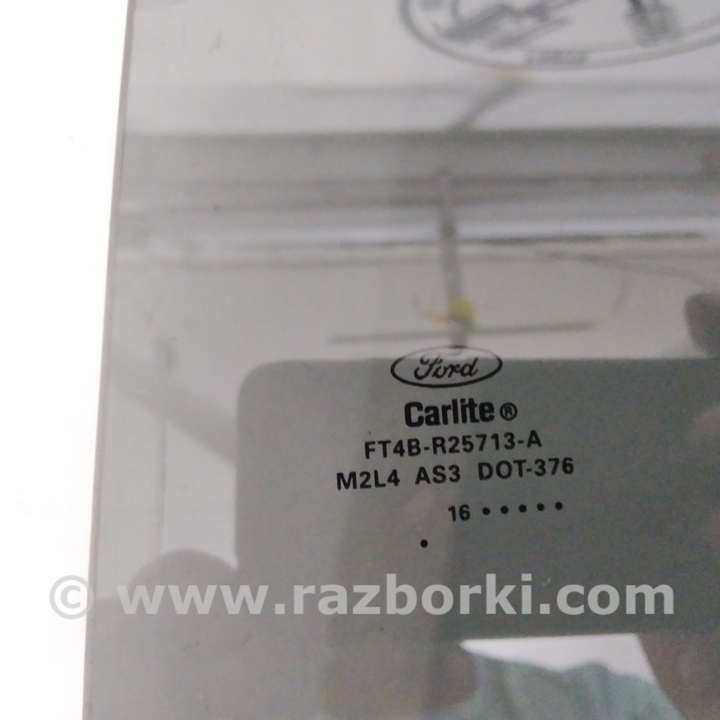 Ford
Carlite®
FT4B-R25713-A
M2L4 AS3 DOT-376
16 • • • • •
•
© www.razborki.com